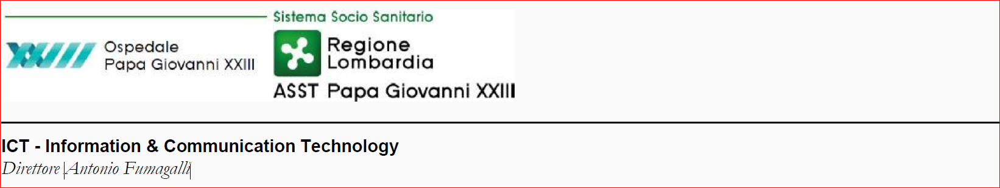 Sistema Socio Sanitario
Ospedale
Papa Giovanni XXIII
Regione
Lombardia
ASST Papa Giovanni XXIII
ICT - Information & Communication Technology
Direttore Antonio Fumagalli